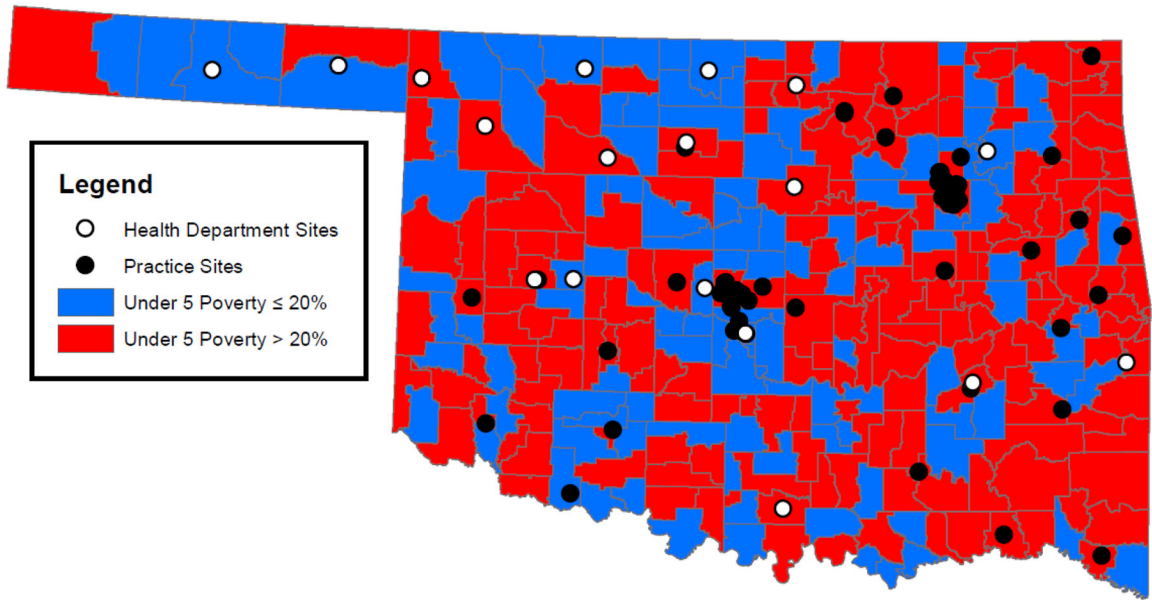 Legend
Health Department Sites
Practice Sites
Under 5 Poverty ≤ 20%
Under 5 Poverty > 20%